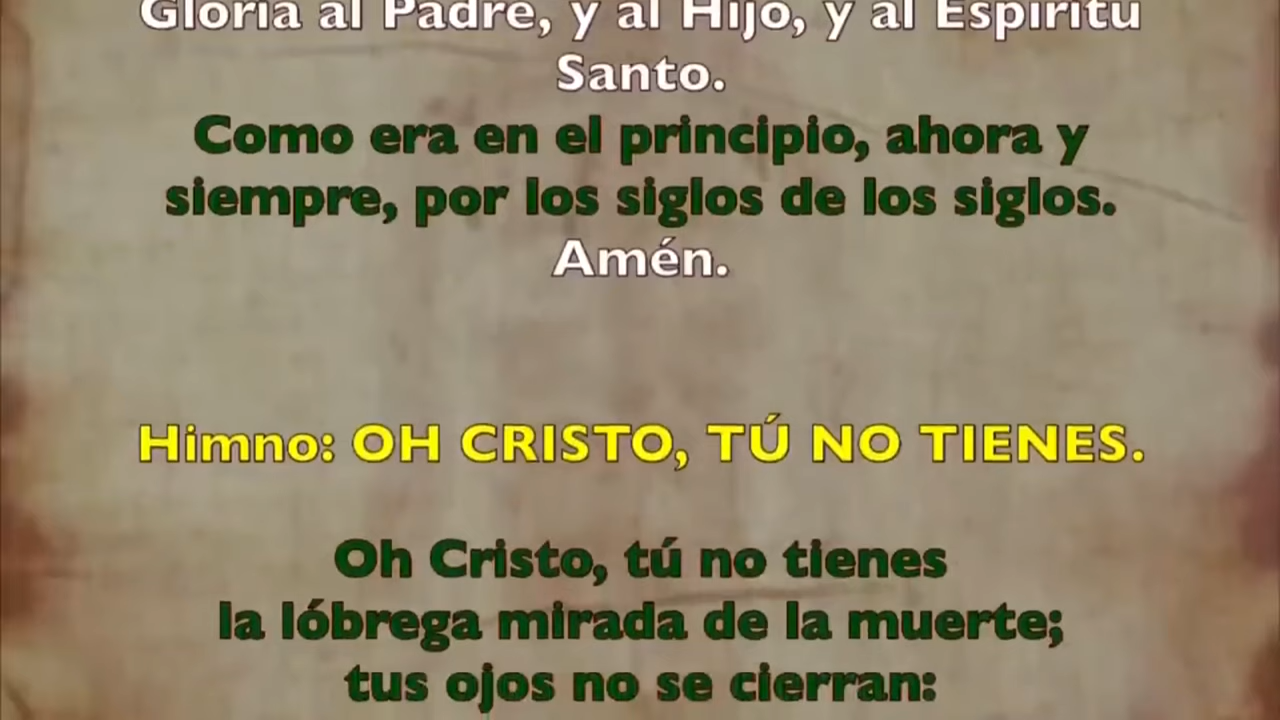 Gloria al Padre, y al Hijo, y al Espíritu
Santo.
Como era en el principio, ahora y
siempre, por los siglos de los siglos.
Amén.
Himno: OH CRISTO, TÚ NO TIENES.
Oh Cristo, tú no tienes
la lóbrega mirada de la muerte;
tus ojos no se cierran: